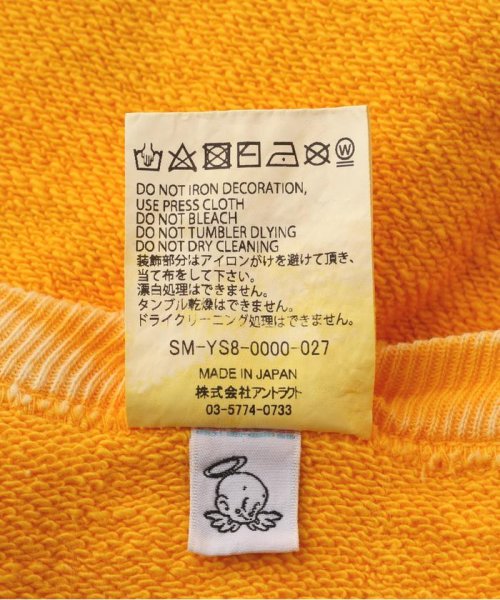 DO NOT IRON DECORATION,
USE PRESS CLOTH
DO NOT BLEACH
DO NOT TUMBLER DLYING
DO NOT DRY CLEANING
装飾部分はアイロンがけを避けて頂き、
当て布をして下さい。
漂白処理はできません。
タンブル乾燥はできません。
ドライクリーニング処理はできません。
SM-YS8-0000-027
MADE IN JAPAN
株式会社アントラクト
03-5774-0733